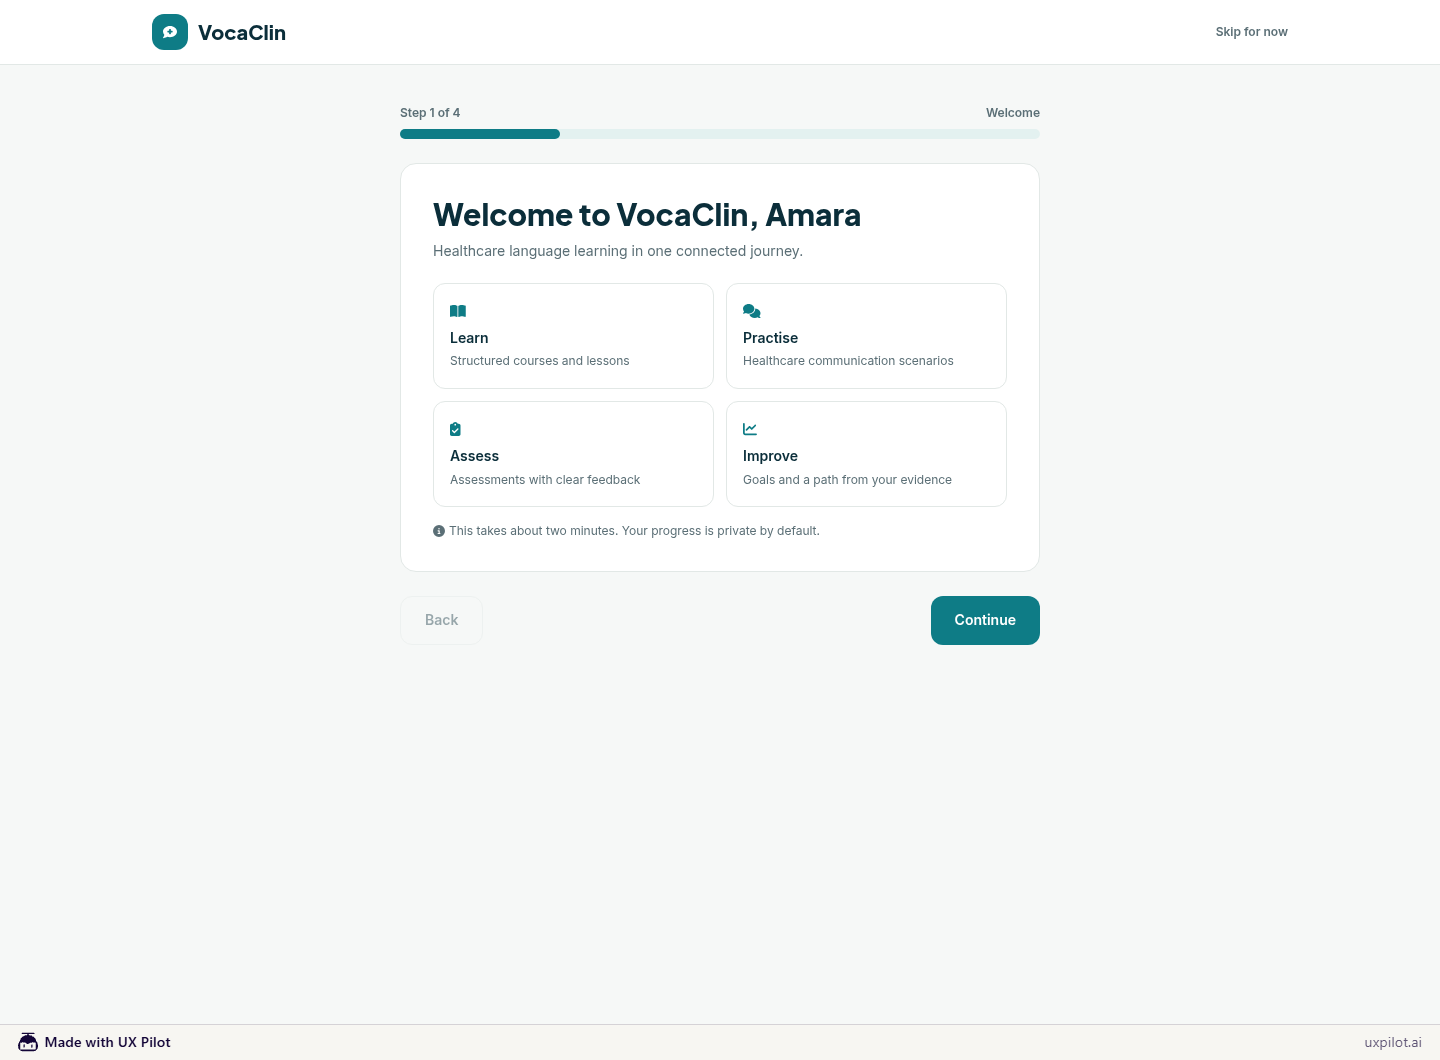 VocaClin
Skip for now
Step 1 of 4
Welcome
Welcome to VocaClin, Amara
Healthcare language learning in one connected journey.
Learn
Structured courses and lessons
Practise
Healthcare communication scenarios
Assess
Assessments with clear feedback
Improve
Goals and a path from your evidence
This takes about two minutes. Your progress is private by default.
Back
Continue
Made with UX Pilot
uxpilot.ai